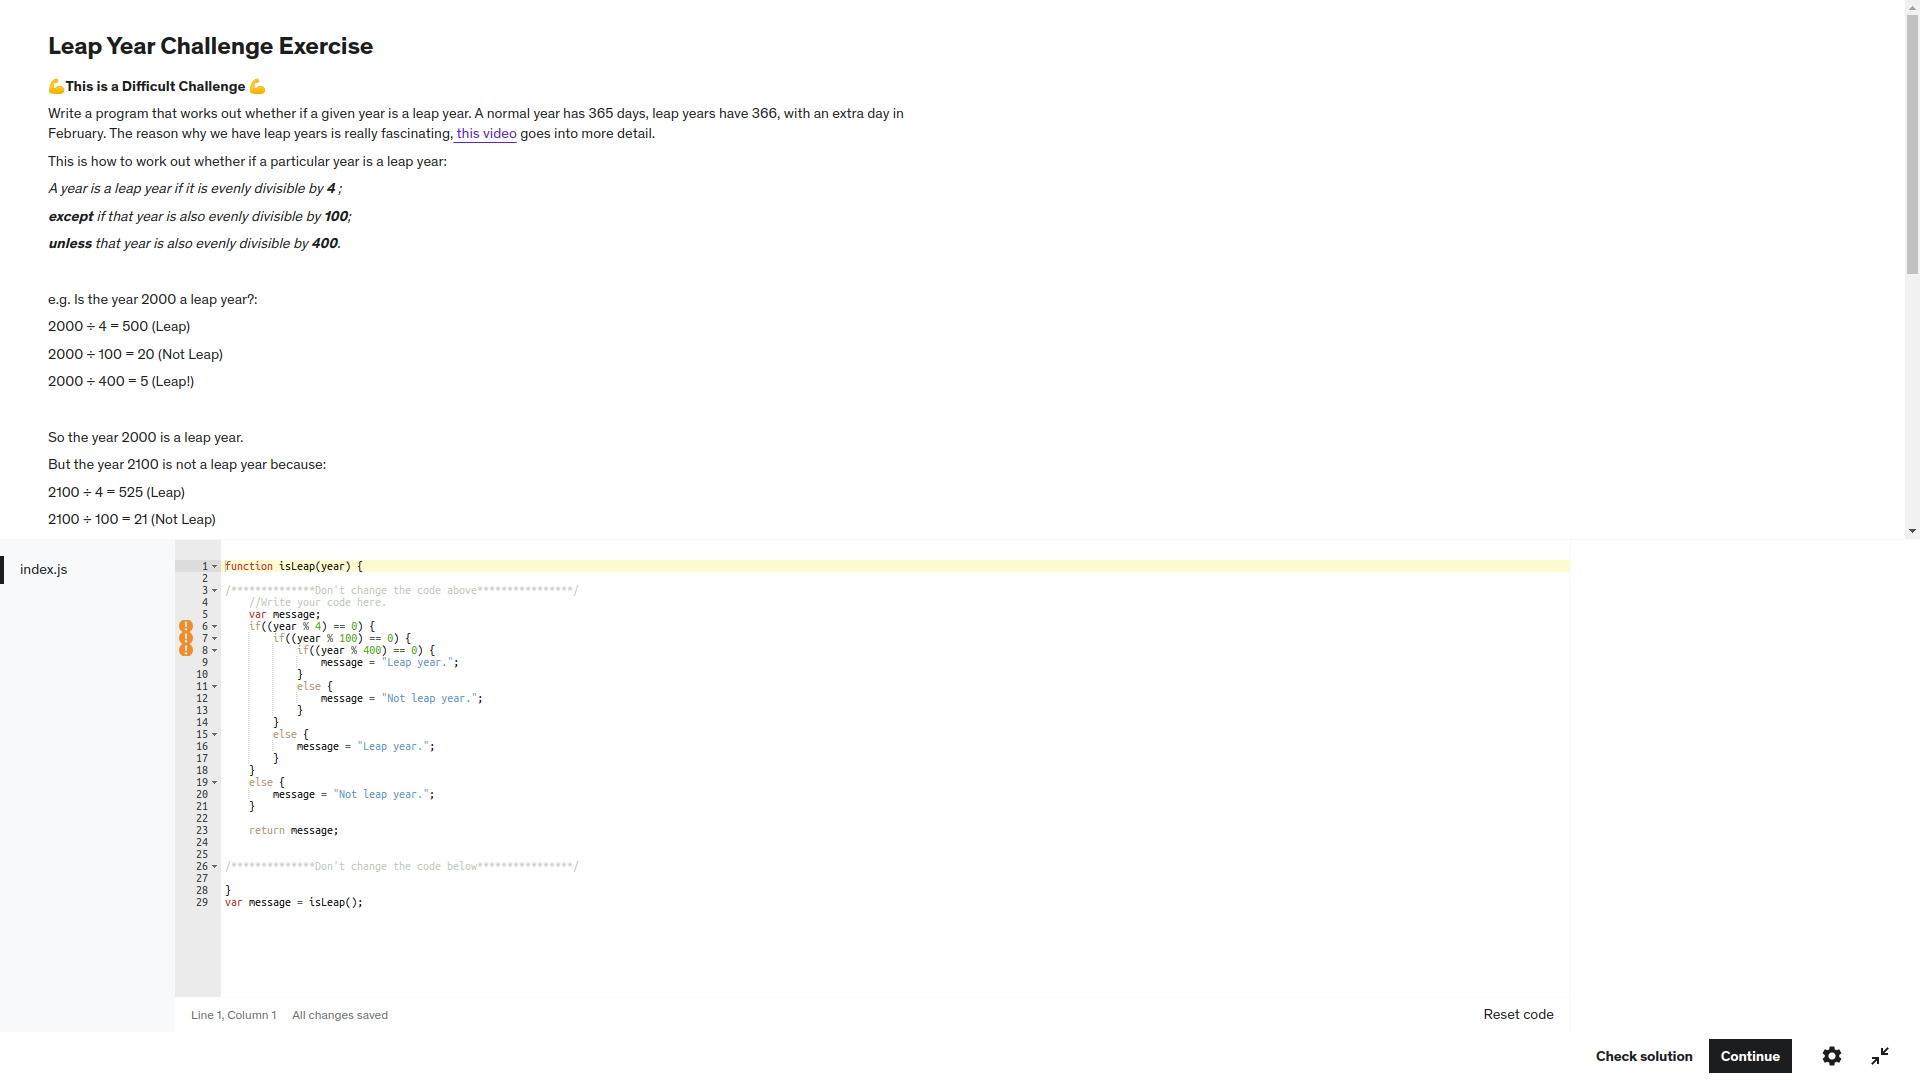 Leap Year Challenge Exercise
💪This is a Difficult Challenge 💪
Write a program that works out whether if a given year is a leap year. A normal year has 365 days, leap years have 366, with an extra day in
February. The reason why we have leap years is really fascinating, this video goes into more detail.
This is how to work out whether if a particular year is a leap year:
A year is a leap year if it is evenly divisible by 4 ;
except if that year is also evenly divisible by 100;
unless that year is also evenly divisible by 400.
e.g. Is the year 2000 a leap year?:
2000 ÷ 4 = 500 (Leap)
2000 ÷ 100 = 20 (Not Leap)
2000 ÷ 400 = 5 (Leap!)
So the year 2000 is a leap year.
But the year 2100 is not a leap year because:
2100 ÷ 4 = 525 (Leap)
2100 ÷ 100 = 21 (Not Leap)
index.js
1 function isLeap(year) {
2
3 /**************Don't change the code above****************/
4 //Write your code here.
5 var message;
6 if((year % 4) == 0) {
7 if((year % 100) == 0) {
8 if((year % 400) == 0) {
9 message = "Leap year.";
10 }
11 else {
12 message = "Not leap year.";
13 }
14 }
15 else {
16 message = "Leap year.";
17 }
18 }
19 else {
20 message = "Not leap year.";
21 }
22
23 return message;
24
25
26 /**************Don't change the code below****************/
27
28 }
29 var message = isLeap();
Line 1, Column 1 All changes saved
Reset code
Check solution Continue